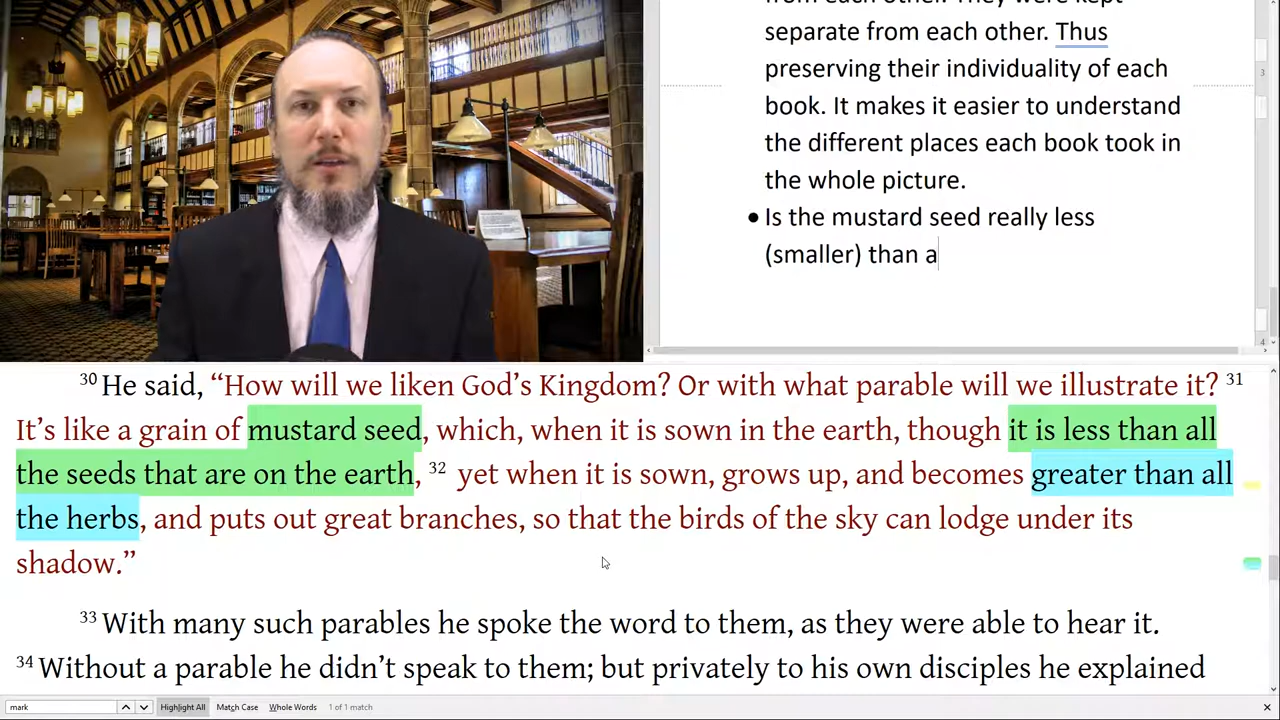 from each other. They were kept
separate from each other. Thus
preserving their individuality of each
book. It makes it easier to understand
the different places each book took in
the whole picture.
• Is the mustard seed really less
(smaller) than a
3
4
30 He said, “How will we liken God’s Kingdom? Or with what parable will we illustrate it? 31
It’s like a grain of mustard seed, which, when it is sown in the earth, though it is less than all
the seeds that are on the earth, 32 yet when it is sown, grows up, and becomes greater than all
the herbs, and puts out great branches, so that the birds of the sky can lodge under its
shadow.”
33 With many such parables he spoke the word to them, as they were able to hear it.
34 Without a parable he didn’t speak to them; but privately to his own disciples he explained
mark Highlight All Match Case Whole Words 1 of 1 match